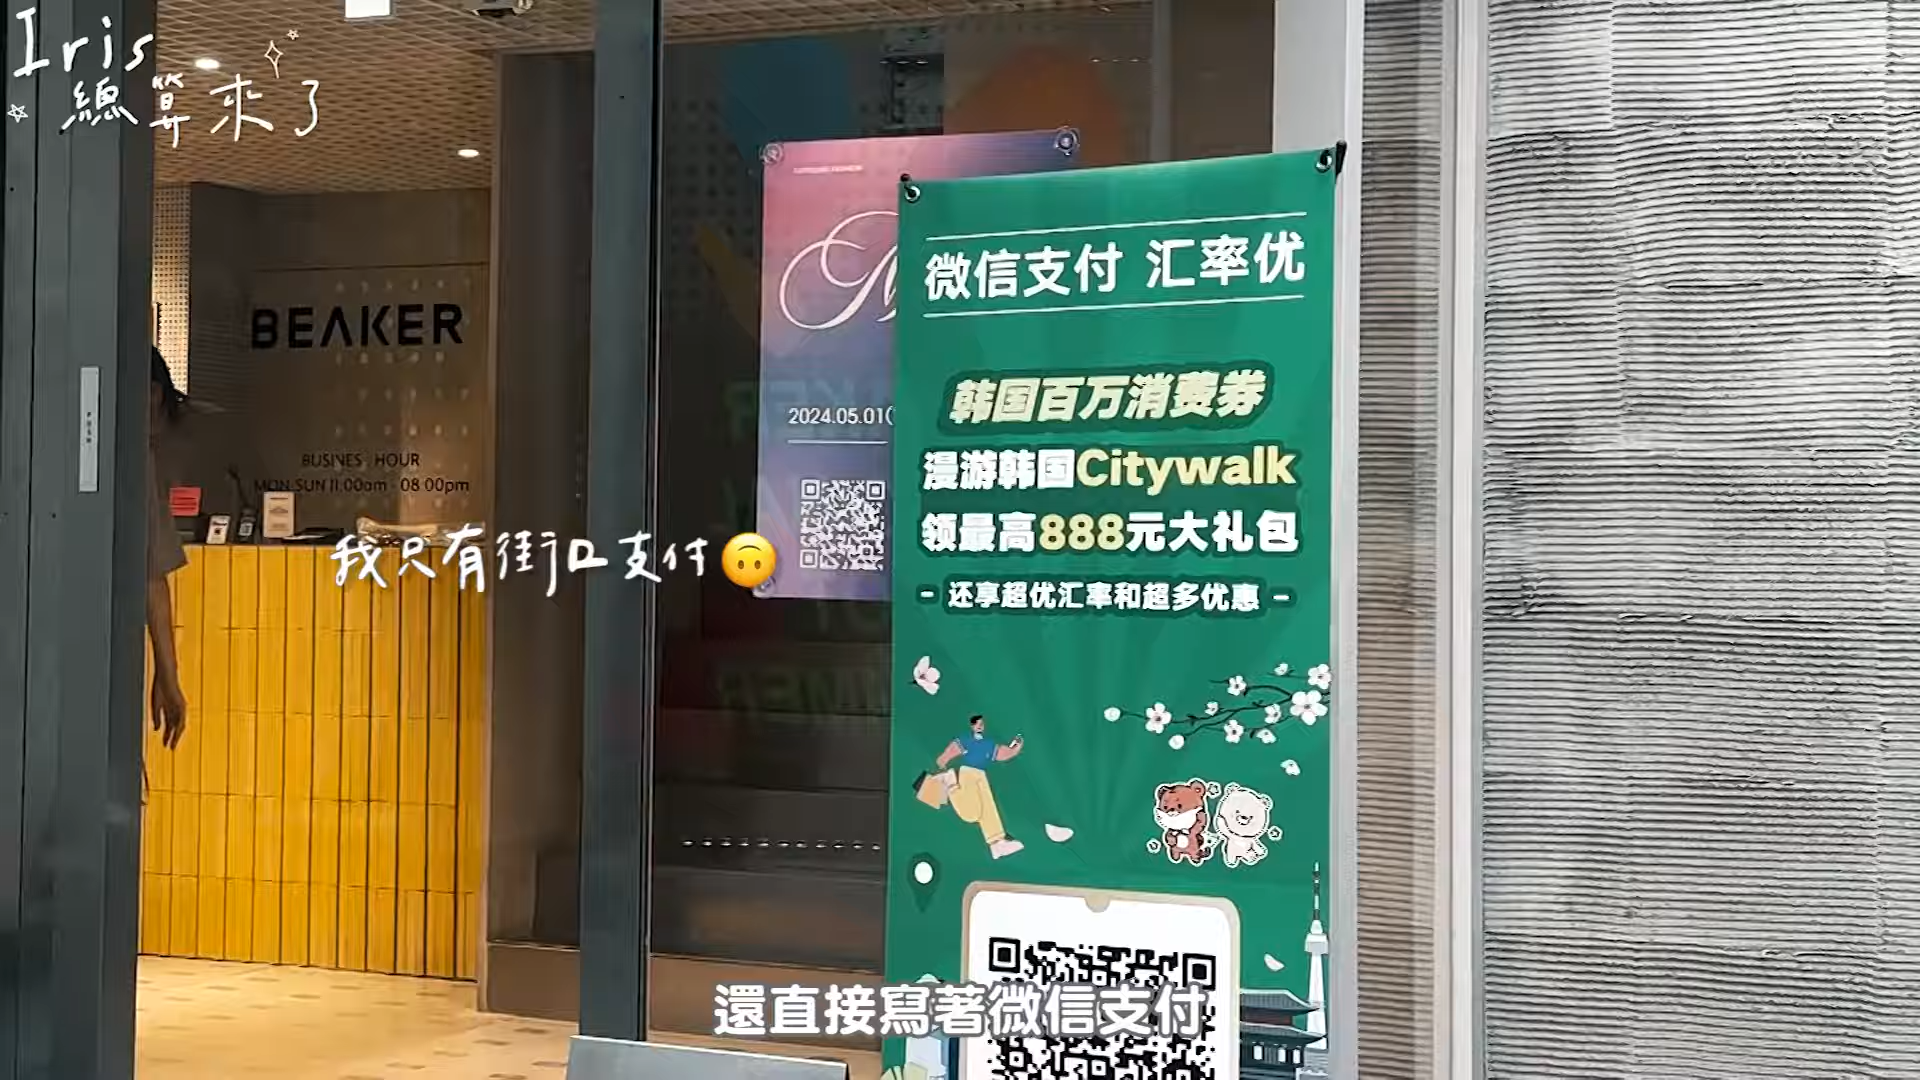 Iris
總算來了
BEAKER
BUSINES HOUR
MON-SUN 11:00am - 08:00pm
2024.05.01(
微信支付 汇率优
韩国百万消费券
漫游韩国Citywalk
领最高888元大礼包
- 还享超优汇率和超多优惠 -
我只有街口支付🙃
還直接寫著微信支付